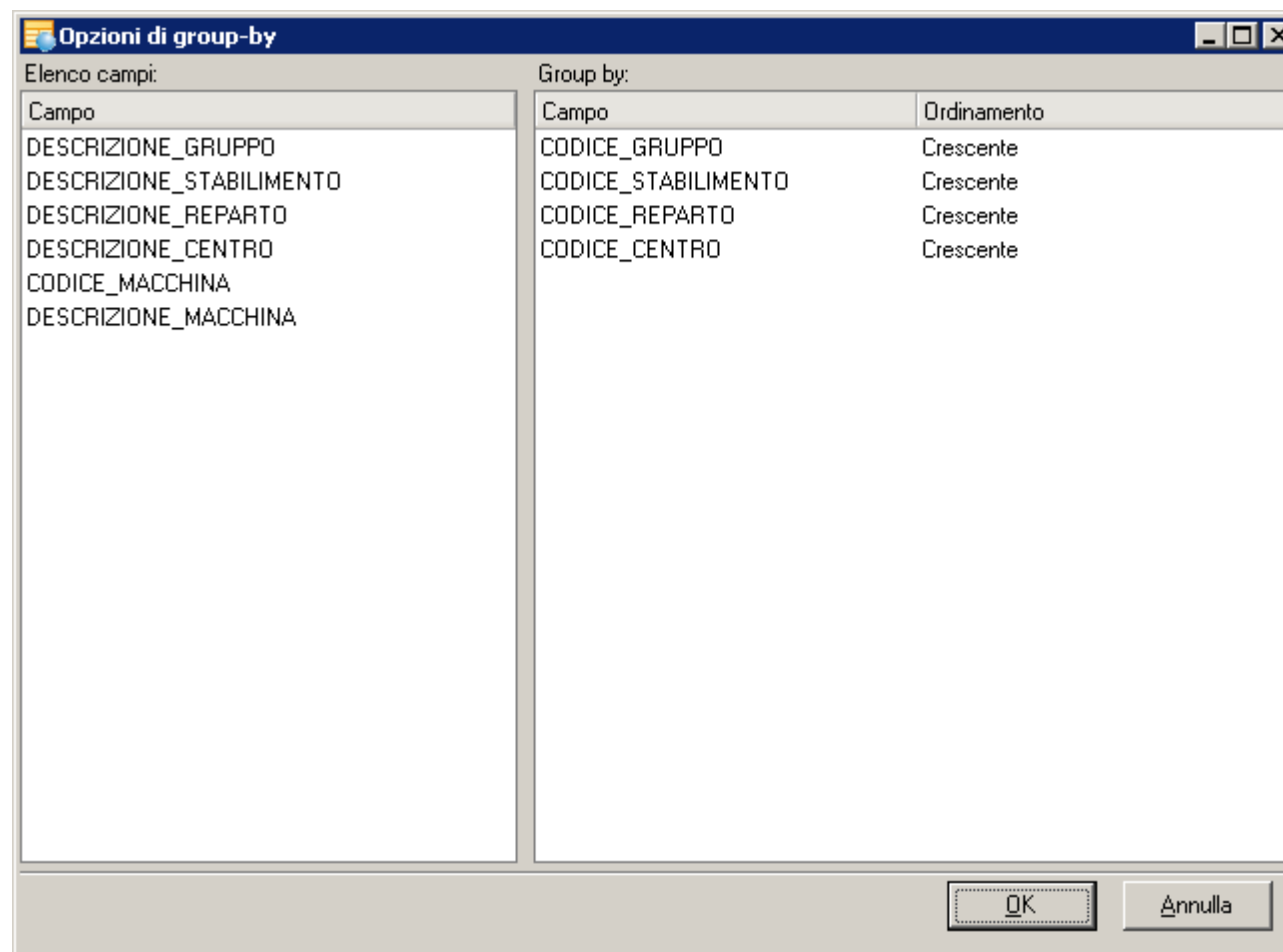 Opzioni di group-by
Elenco campi:
Campo
DESCRIZIONE_GRUPPO
DESCRIZIONE_STABILIMENTO
DESCRIZIONE_REPARTO
DESCRIZIONE_CENTRO
CODICE_MACCHINA
DESCRIZIONE_MACCHINA
Group by:
Campo Ordinamento
CODICE_GRUPPO Crescente
CODICE_STABILIMENTO Crescente
CODICE_REPARTO Crescente
CODICE_CENTRO Crescente
OK Annulla